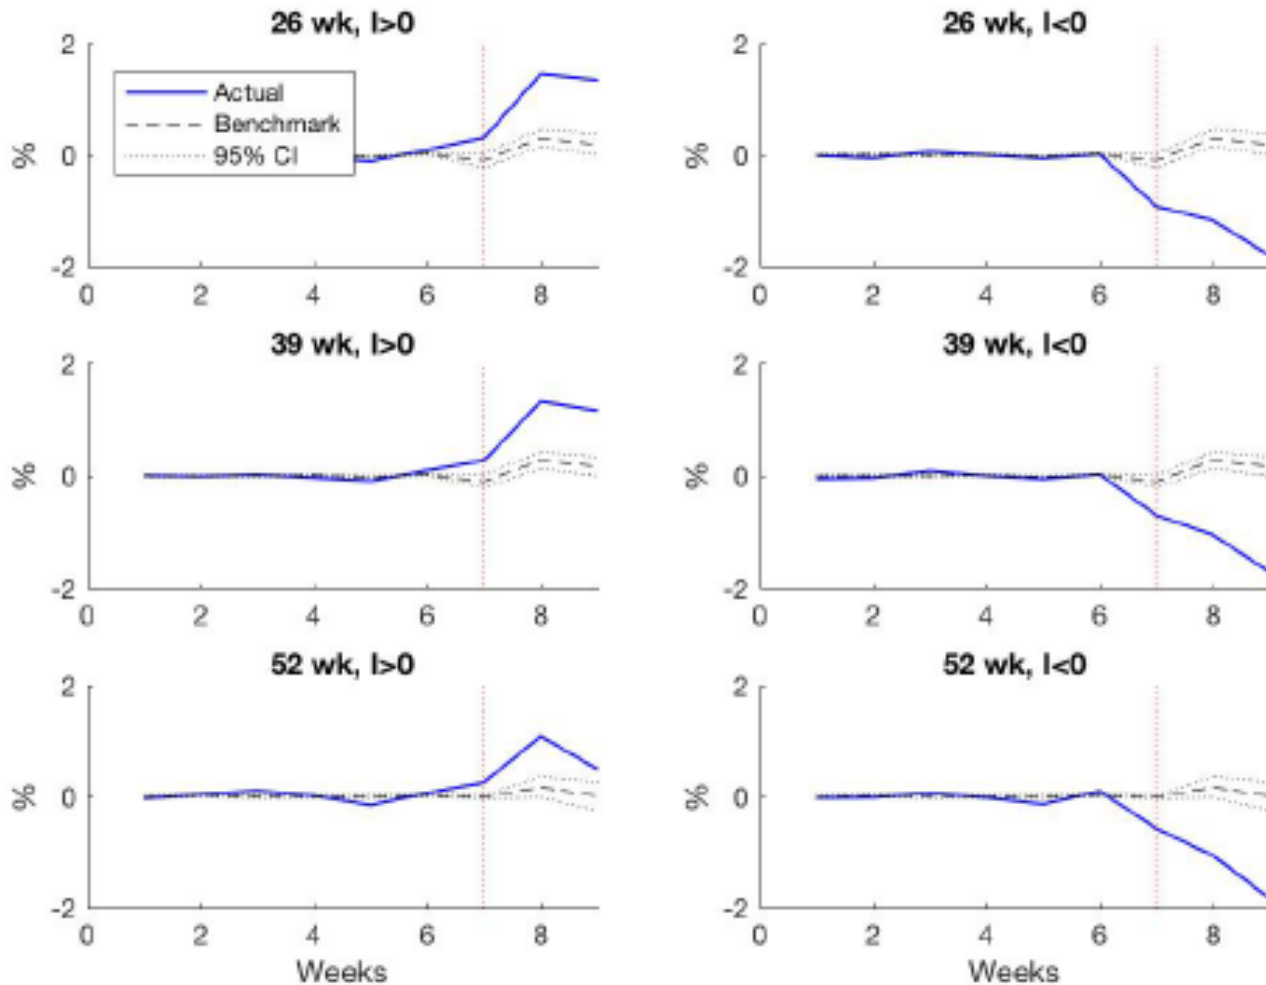 26 wk, I>0
26 wk, I<0
2
Actual
Benchmark
95% CI
%
0
-2
0 2 4 6 8
2
%
0
-2
0 2 4 6 8
39 wk, I>0
39 wk, I<0
2
%
0
-2
0 2 4 6 8
2
%
0
-2
0 2 4 6 8
52 wk, I>0
52 wk, I<0
2
%
0
-2
0 2 4 6 8
Weeks
2
%
0
-2
0 2 4 6 8
Weeks